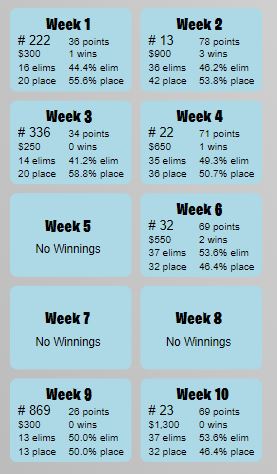 Week 1
# 222 36 points
$300 1 wins
16 elims 44.4% elim
20 place 55.6% place
Week 2
# 13 78 points
$900 3 wins
36 elims 46.2% elim
42 place 53.8% place
Week 3
# 336 34 points
$250 0 wins
14 elims 41.2% elim
20 place 58.8% place
Week 4
# 22 71 points
$650 1 wins
35 elims 49.3% elim
36 place 50.7% place
Week 5
No Winnings
Week 6
# 32 69 points
$550 2 wins
37 elims 53.6% elim
32 place 46.4% place
Week 7
No Winnings
Week 8
No Winnings
Week 9
# 869 26 points
$300 0 wins
13 elims 50.0% elim
13 place 50.0% place
Week 10
# 23 69 points
$1,300 0 wins
37 elims 53.6% elim
32 place 46.4% place